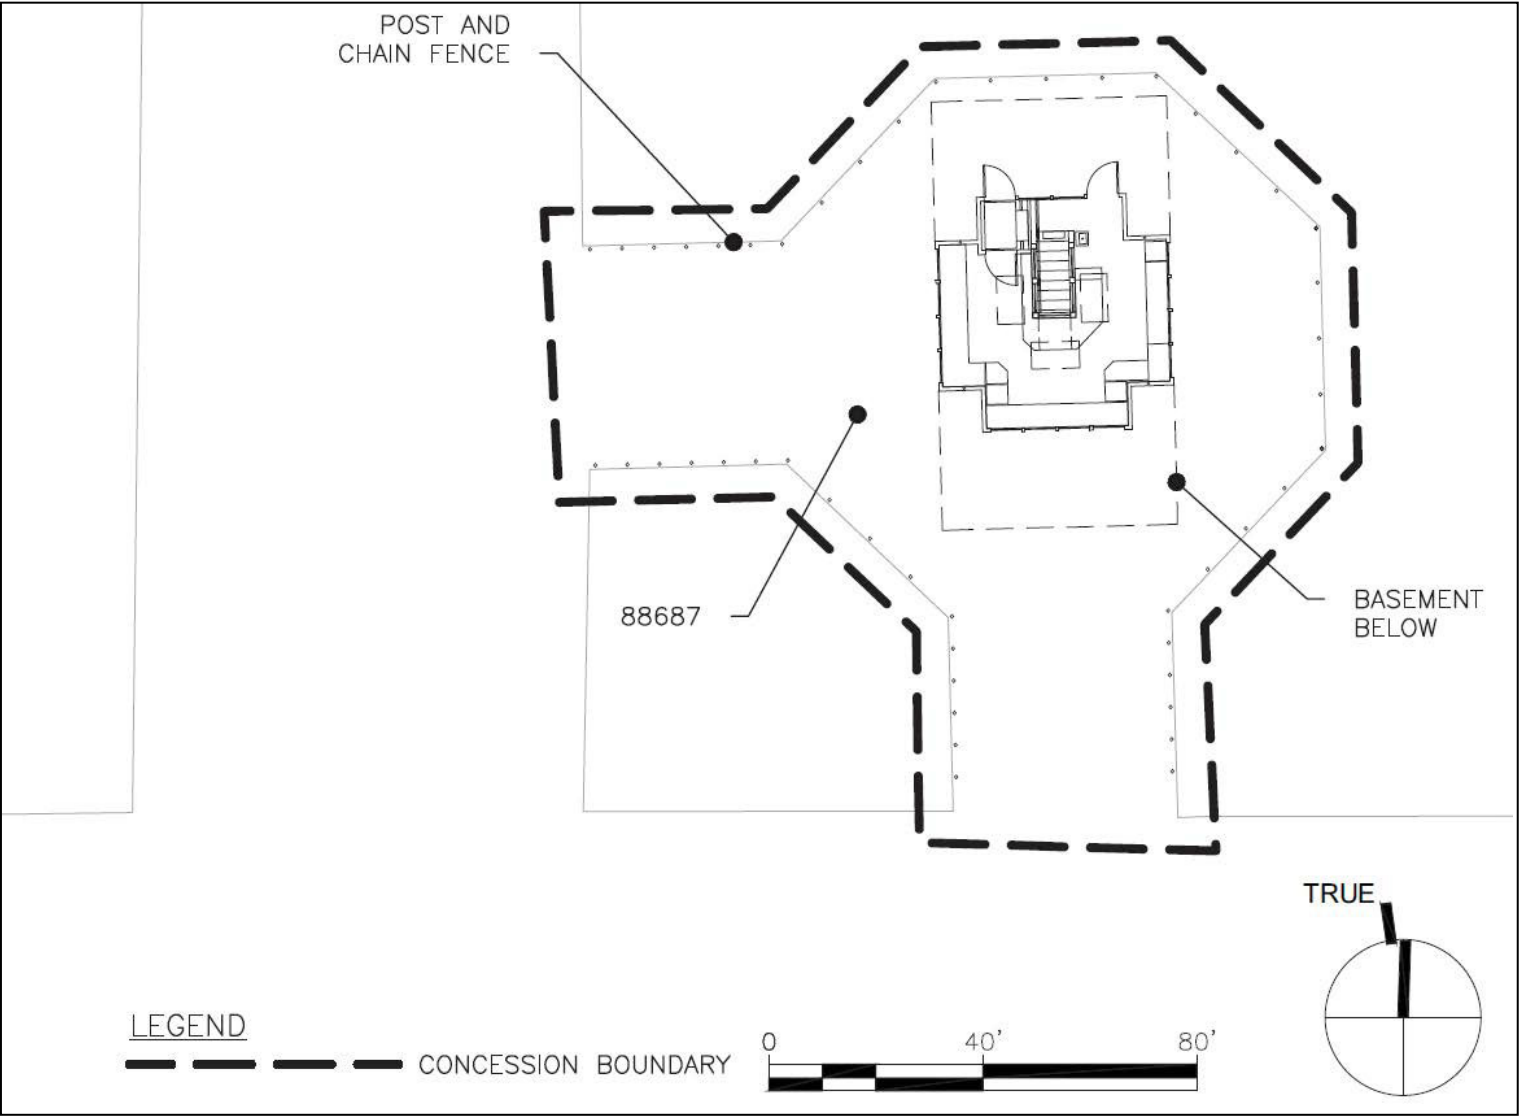 POST AND
CHAIN FENCE
88687
BASEMENT
BELOW
TRUE
LEGEND
CONCESSION BOUNDARY
0 40' 80'